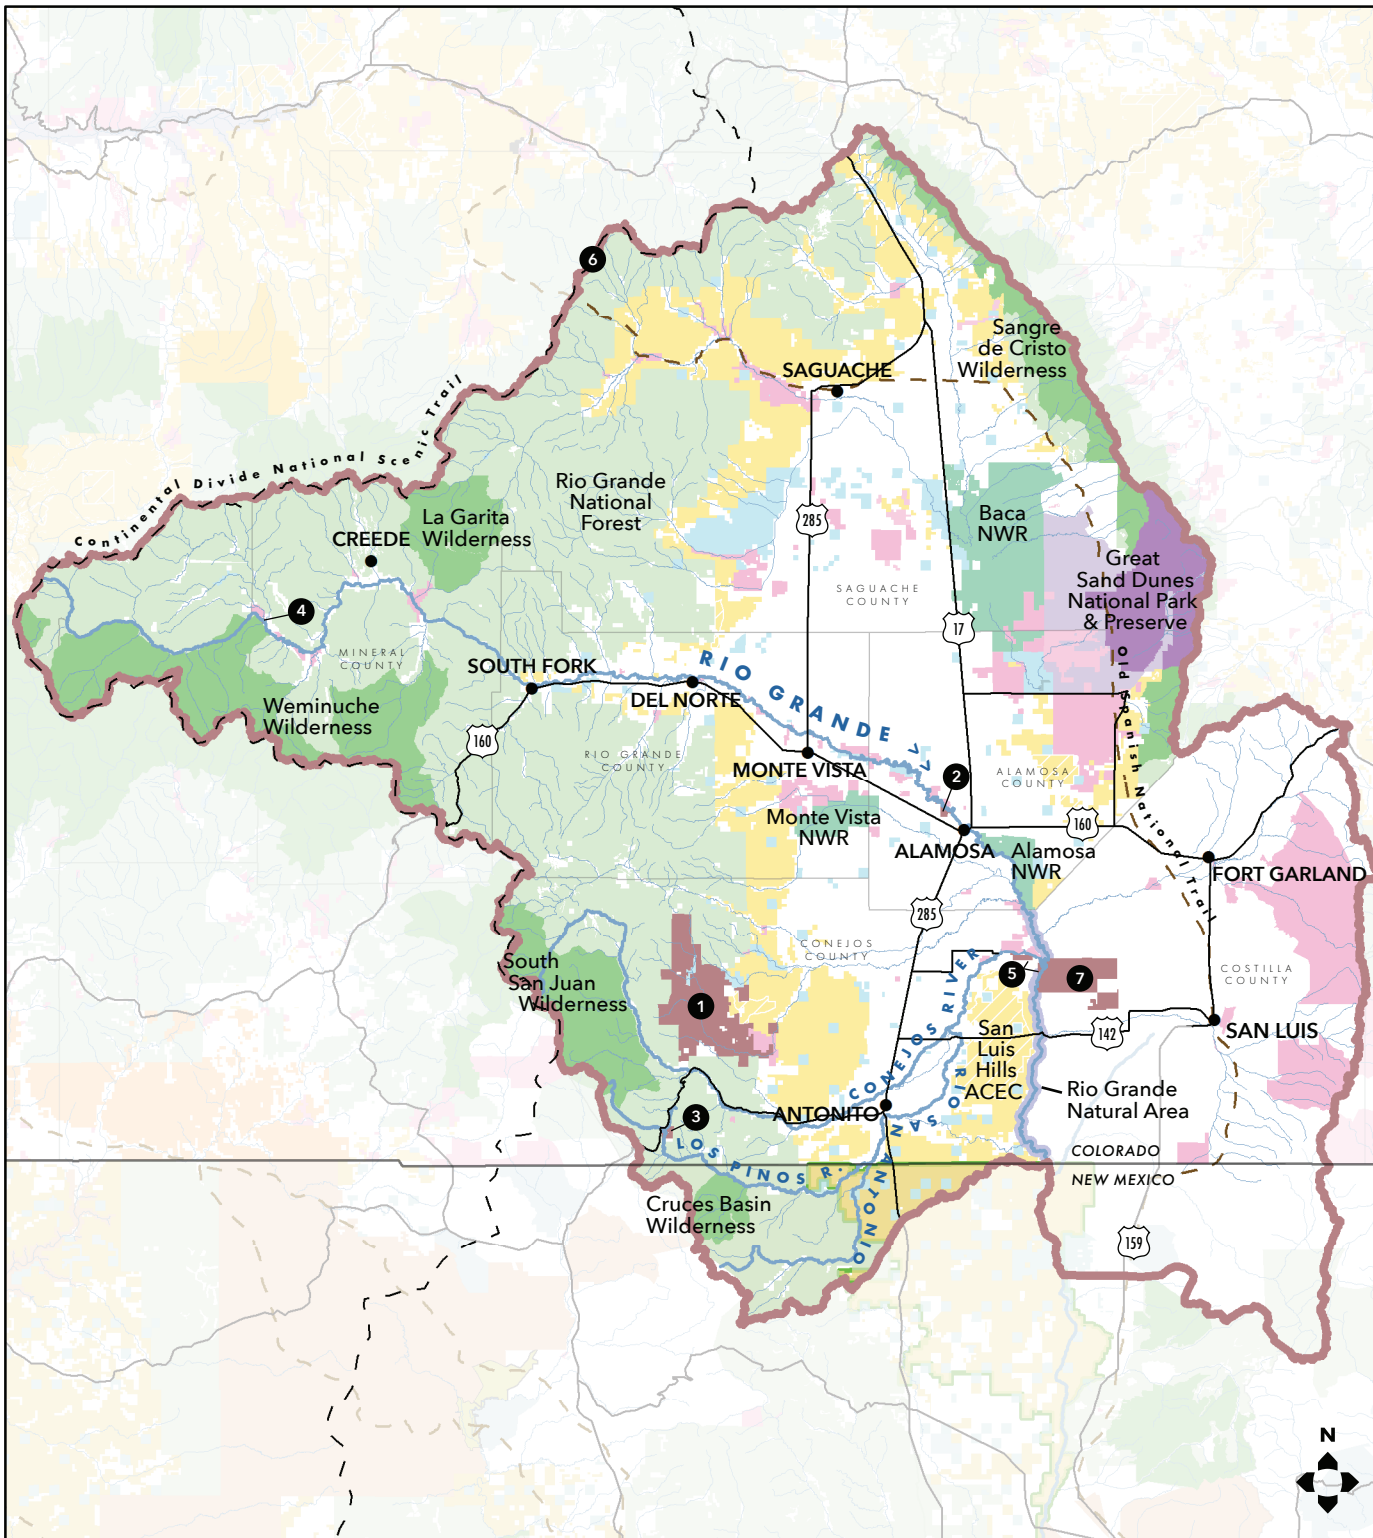 6
Sangre
de Cristo
Wilderness
SAGUACHE
Continental Divide National Scenic Trail
Rio Grande
National
Forest
La Garita
Wilderness
CREEDE
285
Baca
NWR
Great
Sahd Dunes
National Park
& Preserve
SAGUACHE
COUNTY
4
17
MINERAL
COUNTY
SOUTH FORK
RIO GRANDE
DEL NORTE
Old Spanish National Trail
Weminuche
Wilderness
160
RIO GRANDE
COUNTY
MONTE VISTA
2
ALAMOSA
COUNTY
Monte Vista
NWR
160
ALAMOSA
Alamosa
NWR
FORT GARLAND
285
CONEJOS
COUNTY
South
San Juan
Wilderness
5
7
COSTILLA
COUNTY
1
CONEJOS RIVER
San
Luis
Hills
ACEC
142
SAN LUIS
RIO SAN ANTONIO
Rio Grande
Natural Area
ANTONITO
3
LOS PINOS R.
COLORADO
NEW MEXICO
Cruces Basin
Wilderness
159
N